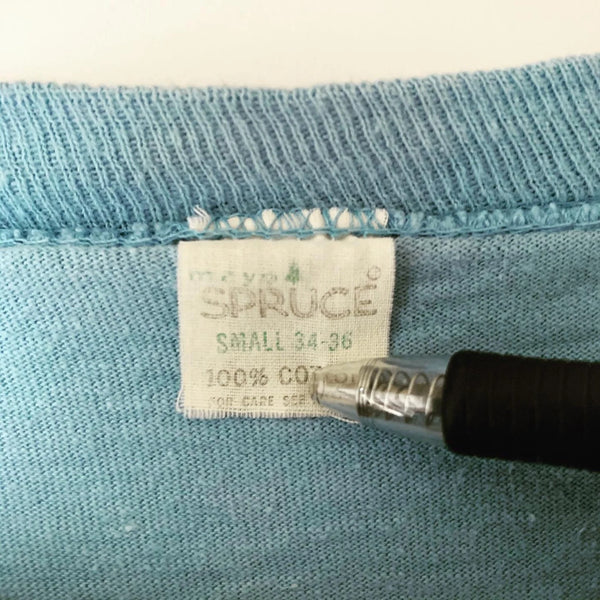 mayo
SPRUCE©
SMALL 34-36
100% COT
FOR CARE SEE